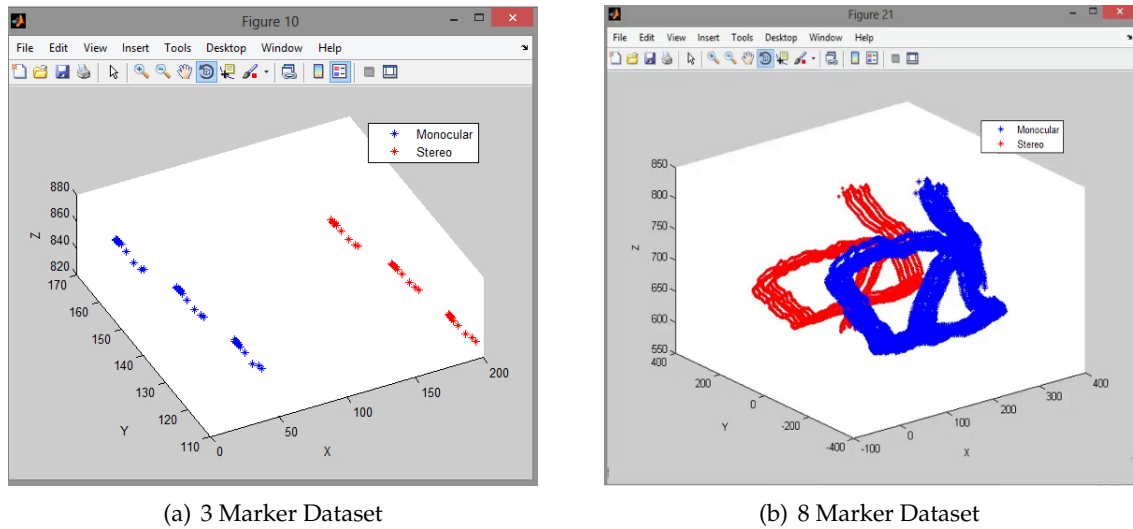 Figure 10
File Edit View Insert Tools Desktop Window Help
Monocular
Stereo
880
860
840
820
Z
170
160
150
140
130
120
110
Y
0
50
100
150
200
X
(a) 3 Marker Dataset
Figure 21
File Edit View Insert Tools Desktop Window Help
Monocular
Stereo
850
800
750
700
650
600
550
Z
400
200
0
-200
-400
Y
-100
0
100
200
300
400
X
(b) 8 Marker Dataset